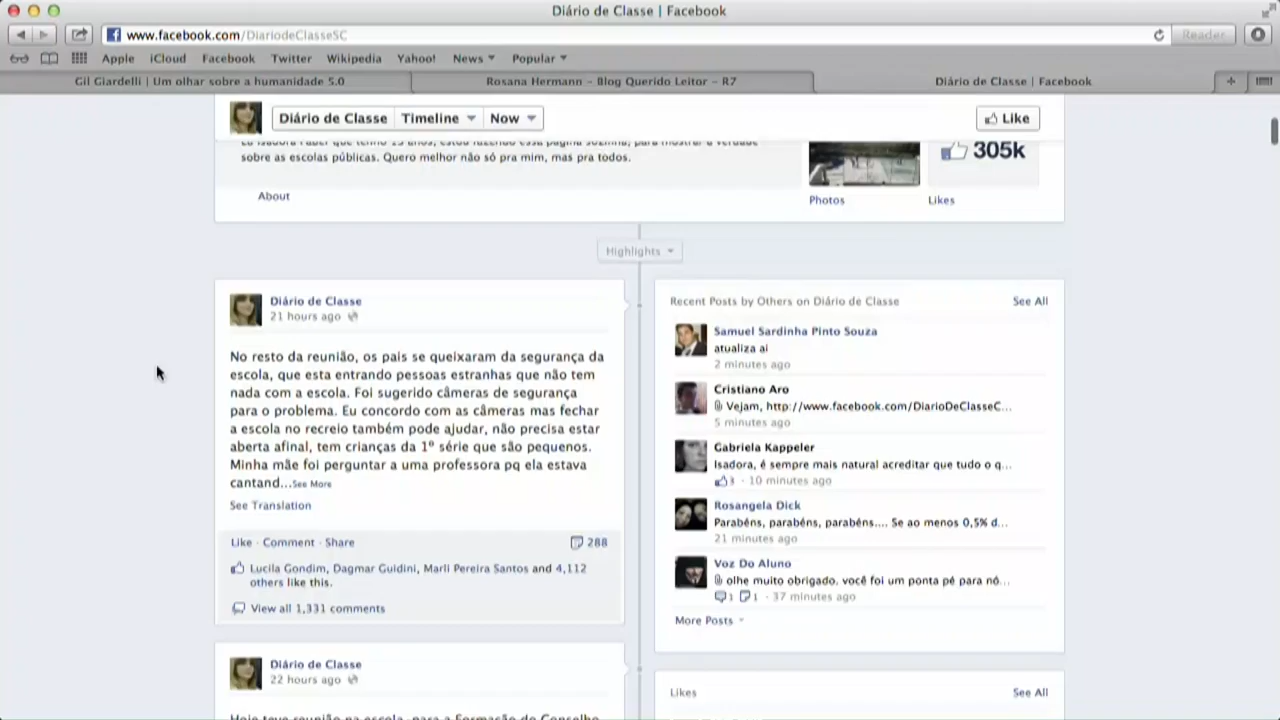 Diário de Classe | Facebook
www.facebook.com/DiariodeClasseSC
Reader
Apple iCloud Facebook Twitter Wikipedia Yahoo! News Popular
Gil Giardelli | Um olhar sobre a humanidade 5.0
Rosana Hermann - Blog Querido Leitor - R7
Diário de Classe | Facebook
Diário de Classe Timeline Now
Like
sobre as escolas públicas. Quero melhor não só pra mim, mas pra todos.
305k
About
Photos
Likes
Highlights
Diário de Classe
21 hours ago
No resto da reunião, os pais se queixaram da segurança da
escola, que esta entrando pessoas estranhas que não tem
nada com a escola. Foi sugerido câmeras de segurança
para o problema. Eu concordo com as câmeras mas fechar
a escola no recreio também pode ajudar, não precisa estar
aberta afinal, tem crianças da 1º série que são pequenos.
Minha mãe foi perguntar a uma professora pq ela estava
cantand...See More
See Translation
Like · Comment · Share
288
Lucila Gondim, Dagmar Guidini, Marli Pereira Santos and 4,112
others like this.
View all 1,331 comments
Diário de Classe
22 hours ago
Hoje teve reunião na escola, para a Formação do Conselho
Recent Posts by Others on Diário de Classe
See All
Samuel Sardinha Pinto Souza
atualiza ai
2 minutes ago
Cristiano Aro
Vejam, http://www.facebook.com/DiarioDeClasseC...
5 minutes ago
Gabriela Kappeler
Isadora, é sempre mais natural acreditar que tudo o q...
3 · 10 minutes ago
Rosangela Dick
Parabéns, parabéns, parabéns.... Se ao menos 0,5% d...
21 minutes ago
Voz Do Aluno
olhe muito obrigado. você foi um ponta pé para nó...
1 1 · 37 minutes ago
More Posts
Likes
See All